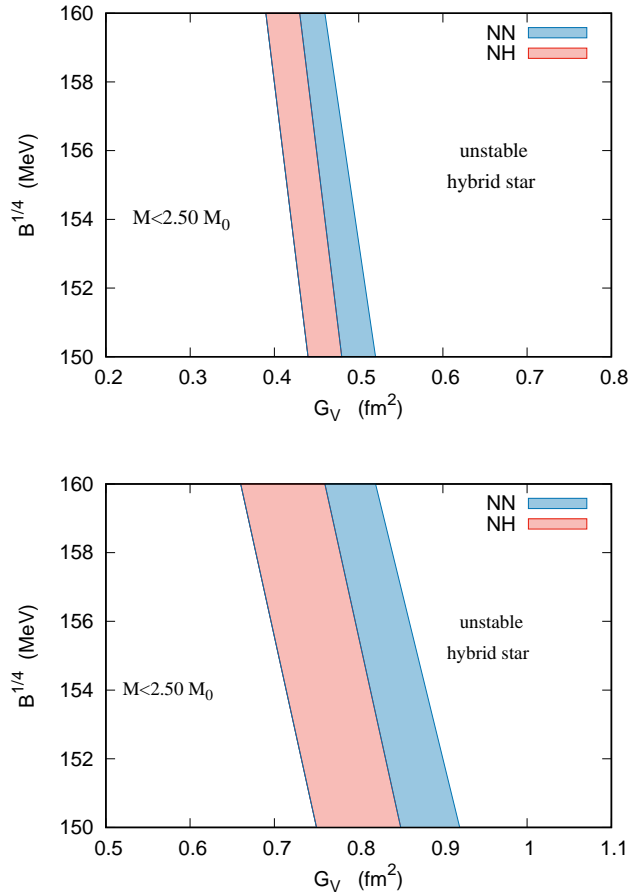 160
158
156
154
152
150
B^{1/4} (MeV)
NN
NH
unstable
hybrid star
M<2.50 M_0
0.2 0.3 0.4 0.5 0.6 0.7 0.8
G_V (fm^2)
160
158
156
154
152
150
B^{1/4} (MeV)
NN
NH
unstable
hybrid star
M<2.50 M_0
0.5 0.6 0.7 0.8 0.9 1 1.1
G_V (fm^2)